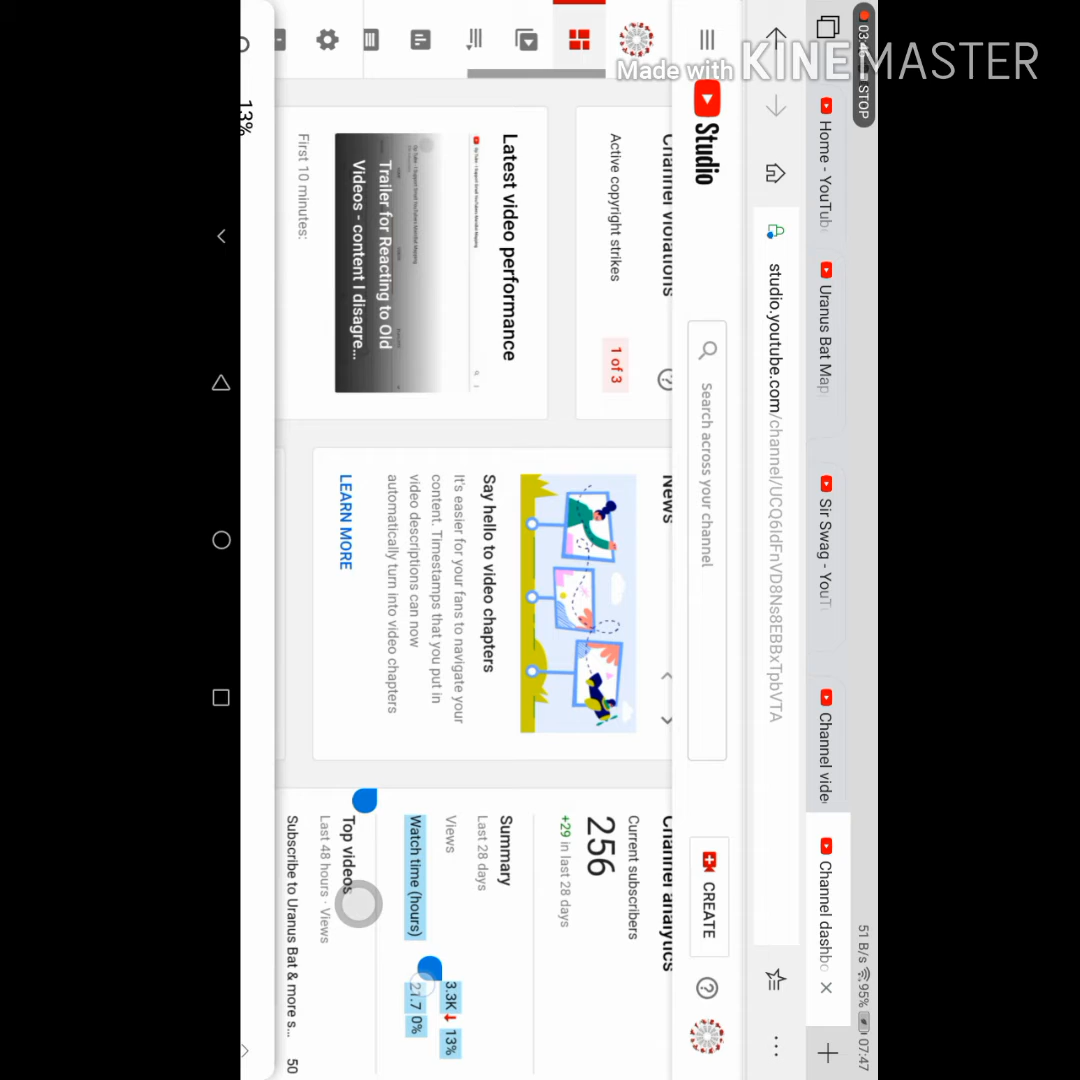 Made with KINEMASTER
03:46 STOP
51 B/s 95% 07:47
Home - YouTube
Uranus Bat Map
Sir Swag - YouT
Channel vide
Channel dashbo
studio.youtube.com/channel/UCQ6IdFnVD8Ns8EBBxTpbVTA
Studio
Search across your channel
CREATE
Channel violations
Active copyright strikes
1 of 3
Latest video performance
Trailer for Reacting to Old
Videos - content I disagre...
First 10 minutes:
News
Say hello to video chapters
It's easier for your fans to navigate your
content. Timestamps that you put in
video descriptions can now
automatically turn into video chapters
LEARN MORE
Channel analytics
Current subscribers
256
+29 in last 28 days
Summary
Last 28 days
Views 3.3K 13%
Watch time (hours) 21.7 0%
Top videos
Last 48 hours · Views
Subscribe to Uranus Bat & more s... 50
13%